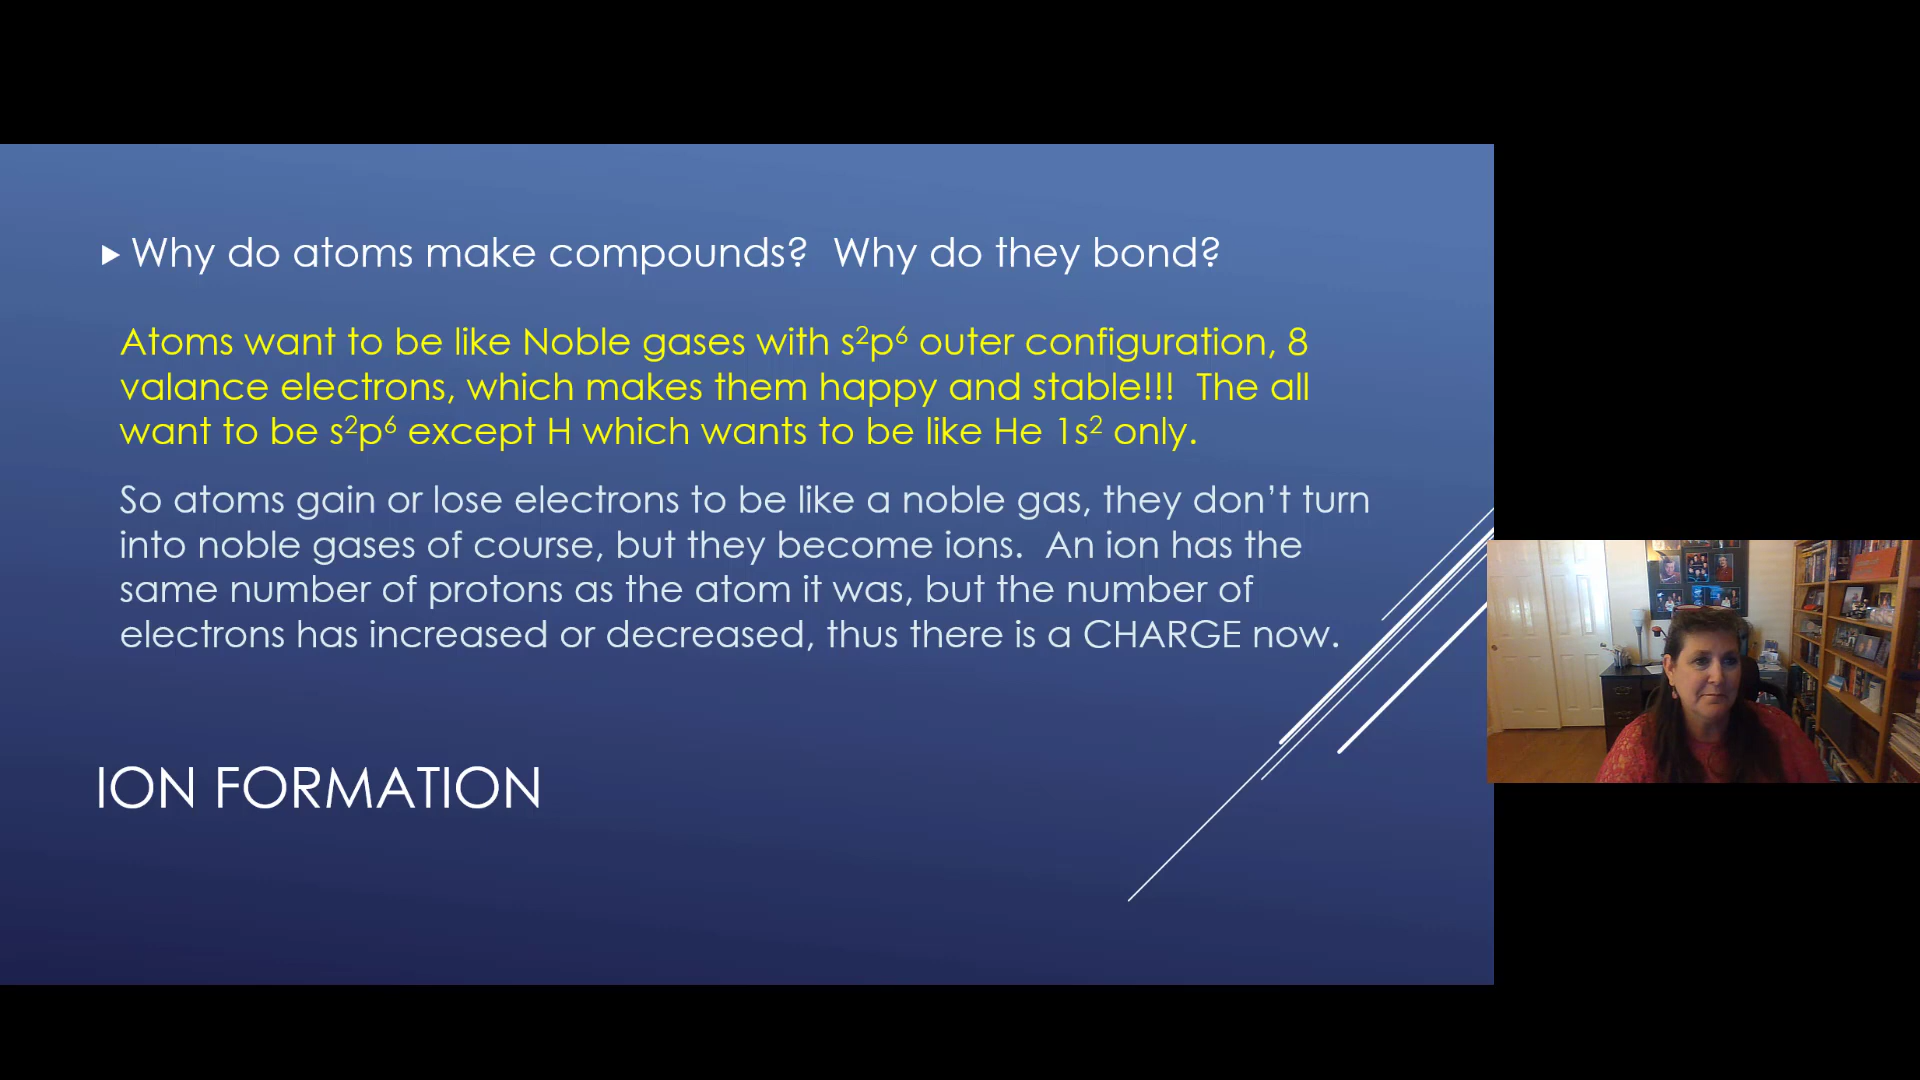 Why do atoms make compounds? Why do they bond?
Atoms want to be like Noble gases with s²p⁶ outer configuration, 8
valance electrons, which makes them happy and stable!!! The all
want to be s²p⁶ except H which wants to be like He 1s² only.
So atoms gain or lose electrons to be like a noble gas, they don’t turn
into noble gases of course, but they become ions. An ion has the
same number of protons as the atom it was, but the number of
electrons has increased or decreased, thus there is a CHARGE now.
ION FORMATION